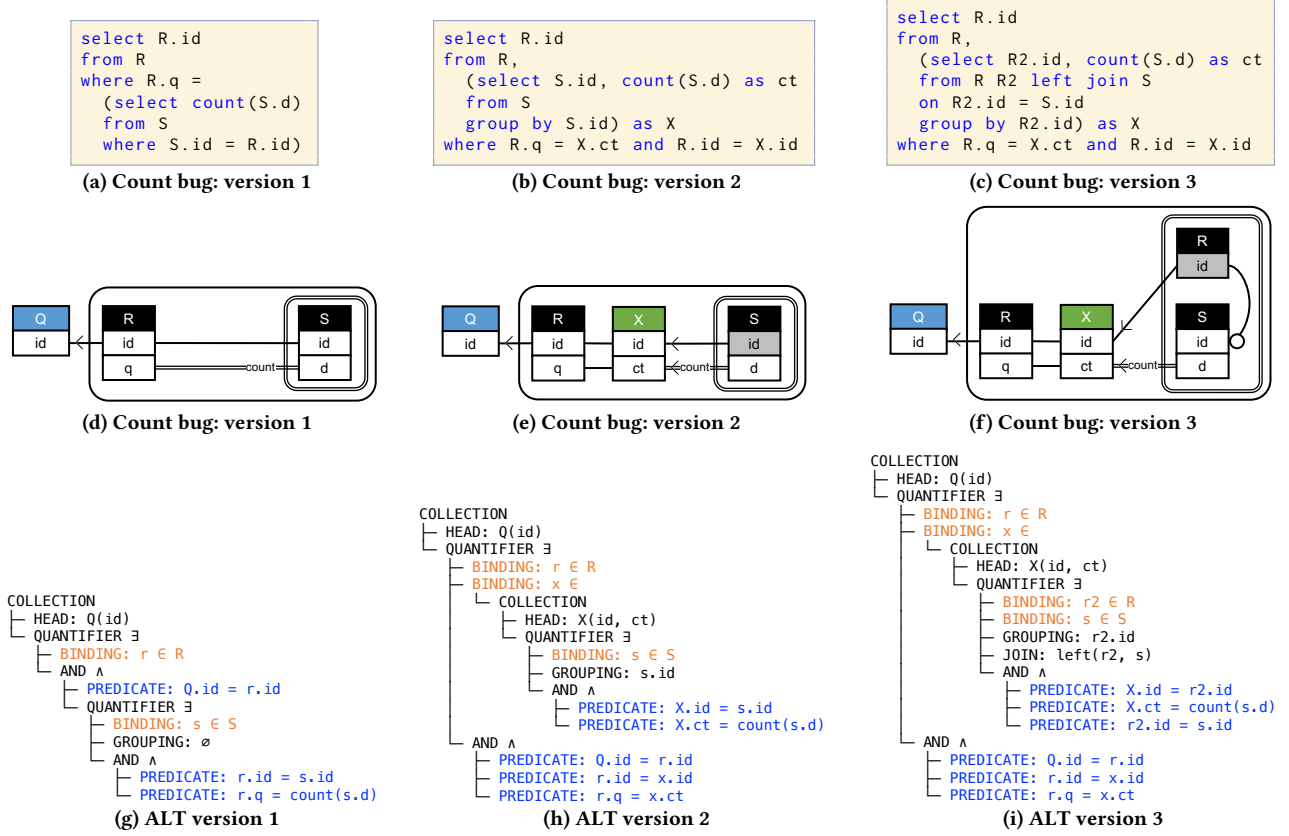 select R.id
from R
where R.q =
(select count(S.d)
from S
where S.id = R.id)
(a) Count bug: version 1
select R.id
from R,
(select S.id, count(S.d) as ct
from S
group by S.id) as X
where R.q = X.ct and R.id = X.id
(b) Count bug: version 2
select R.id
from R,
(select R2.id, count(S.d) as ct
from R R2 left join S
on R2.id = S.id
group by R2.id) as X
where R.q = X.ct and R.id = X.id
(c) Count bug: version 3
Q
id
R
id
q
count
S
id
d
(d) Count bug: version 1
Q
id
R
id
q
X
id
ct
count
S
id
d
(e) Count bug: version 2
Q
id
R
id
q
X
id
ct
count
R
id
S
id
d
(f) Count bug: version 3
COLLECTION
├─ HEAD: Q(id)
└─ QUANTIFIER ∃
├─ BINDING: r ∈ R
└─ AND ∧
├─ PREDICATE: Q.id = r.id
└─ QUANTIFIER ∃
├─ BINDING: s ∈ S
├─ GROUPING: ∅
└─ AND ∧
├─ PREDICATE: r.id = s.id
└─ PREDICATE: r.q = count(s.d)
(g) ALT version 1
COLLECTION
├─ HEAD: Q(id)
└─ QUANTIFIER ∃
├─ BINDING: r ∈ R
├─ BINDING: x ∈
│ └─ COLLECTION
│ ├─ HEAD: X(id, ct)
│ └─ QUANTIFIER ∃
│ ├─ BINDING: s ∈ S
│ ├─ GROUPING: s.id
│ └─ AND ∧
│ ├─ PREDICATE: X.id = s.id
│ └─ PREDICATE: X.ct = count(s.d)
└─ AND ∧
├─ PREDICATE: Q.id = r.id
├─ PREDICATE: r.id = x.id
└─ PREDICATE: r.q = x.ct
(h) ALT version 2
COLLECTION
├─ HEAD: Q(id)
└─ QUANTIFIER ∃
├─ BINDING: r ∈ R
├─ BINDING: x ∈
│ └─ COLLECTION
│ ├─ HEAD: X(id, ct)
│ └─ QUANTIFIER ∃
│ ├─ BINDING: r2 ∈ R
│ ├─ BINDING: s ∈ S
│ ├─ GROUPING: r2.id
│ ├─ JOIN: left(r2, s)
│ └─ AND ∧
│ ├─ PREDICATE: X.id = r2.id
│ ├─ PREDICATE: X.ct = count(s.d)
│ └─ PREDICATE: r2.id = s.id
└─ AND ∧
├─ PREDICATE: Q.id = r.id
├─ PREDICATE: r.id = x.id
└─ PREDICATE: r.q = x.ct
(i) ALT version 3